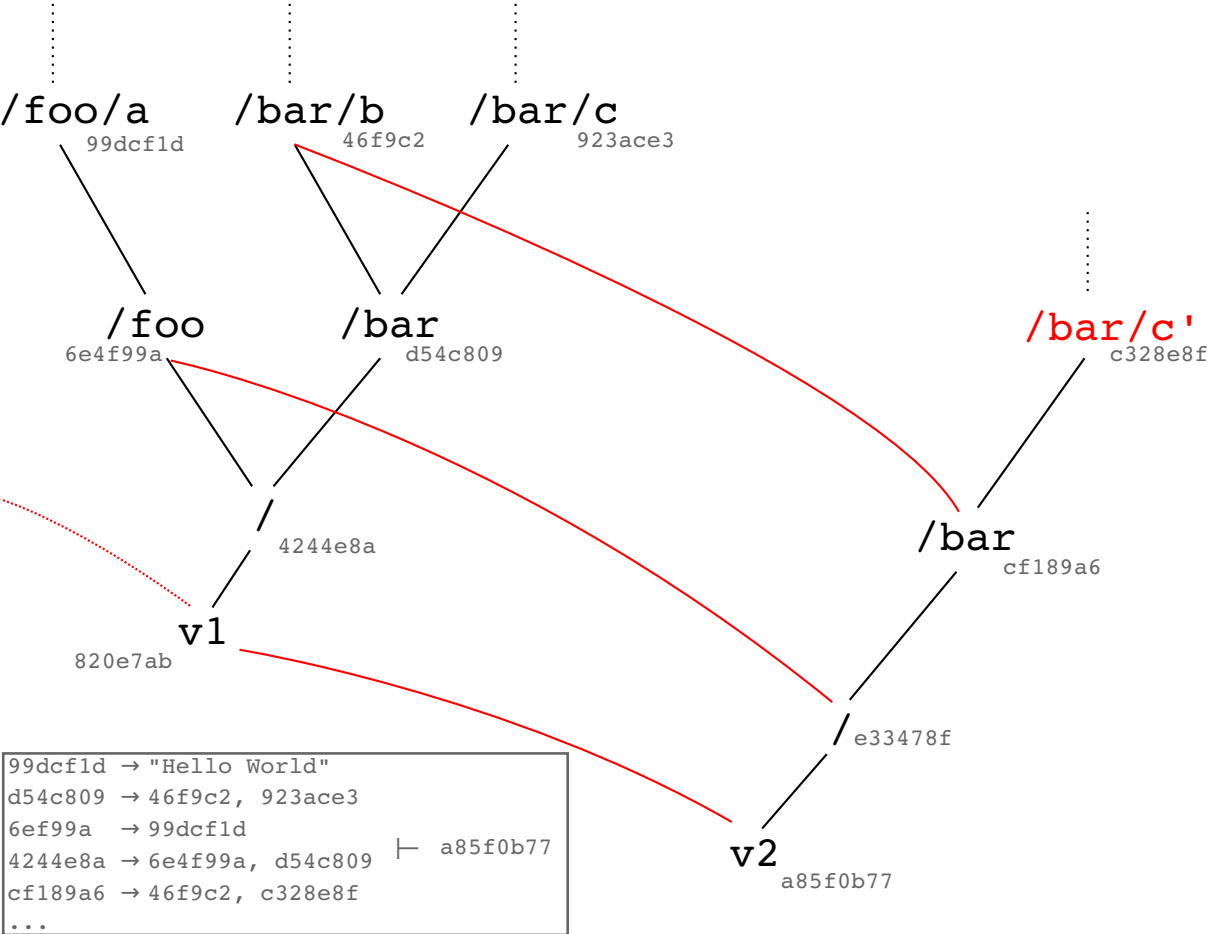 /foo/a /bar/b /bar/c
99dcf1d 46f9c2 923ace3
/foo /bar /bar/c'
6e4f99a d54c809 c328e8f
/
4244e8a
/bar
cf189a6
v1
820e7ab
/
e33478f
v2
a85f0b77
99dcf1d → "Hello World"
d54c809 → 46f9c2, 923ace3
6ef99a → 99dcf1d
4244e8a → 6e4f99a, d54c809
cf189a6 → 46f9c2, c328e8f
...
⊢ a85f0b77